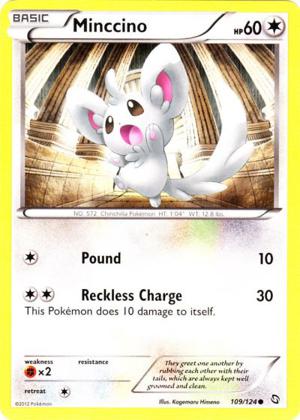 BASIC
Minccino HP60
NO. 572 Chinchilla Pokémon HT: 1'04" WT: 12.8 lbs.
Pound 10
Reckless Charge 30
This Pokémon does 10 damage to itself.
weakness resistance
×2
They greet one another by
rubbing each other with their
tails, which are always kept well
groomed and clean.
retreat
©2012 Pokémon
Illus. Kagemaru Himeno 109/124